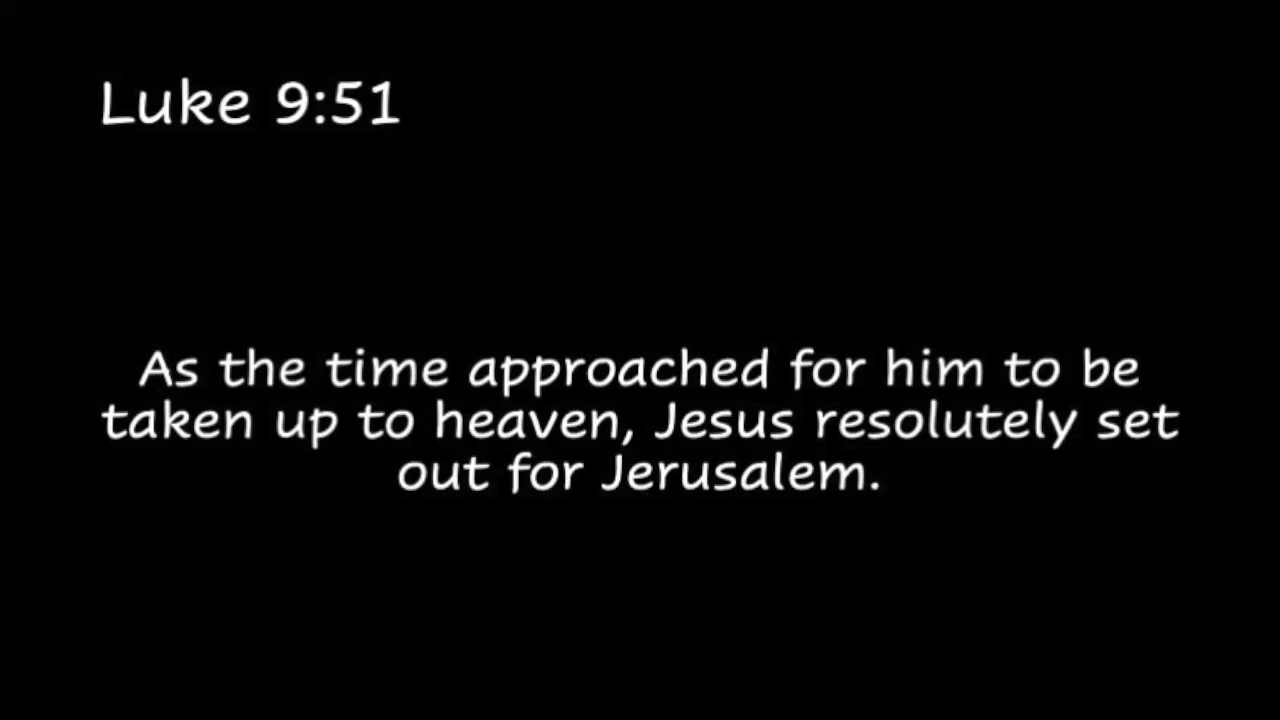 Luke 9:51
As the time approached for him to be
taken up to heaven, Jesus resolutely set
out for Jerusalem.